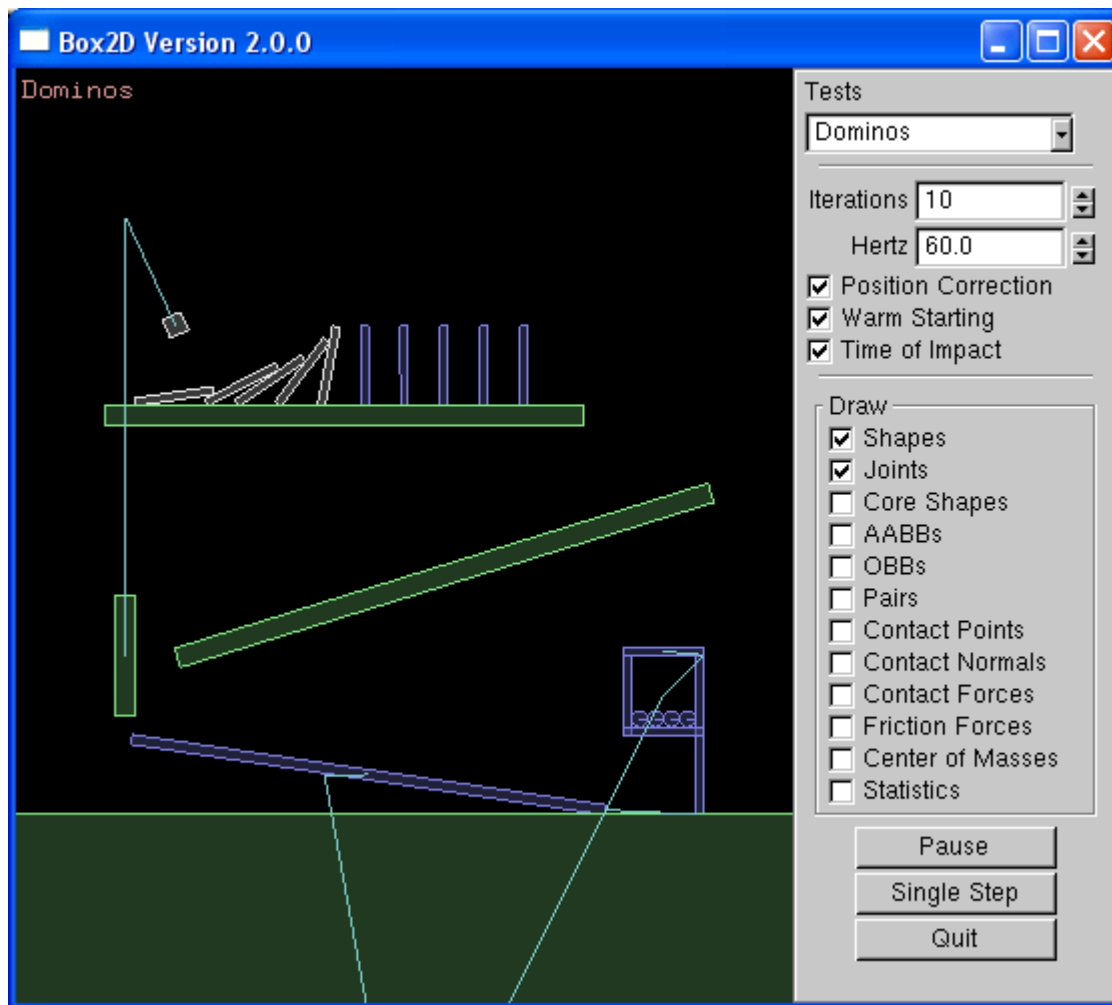 Box2D Version 2.0.0
Dominos
Tests
Dominos
Iterations 10
Hertz 60.0
Position Correction
Warm Starting
Time of Impact
Draw
Shapes
Joints
Core Shapes
AABBs
OBBs
Pairs
Contact Points
Contact Normals
Contact Forces
Friction Forces
Center of Masses
Statistics
Pause
Single Step
Quit